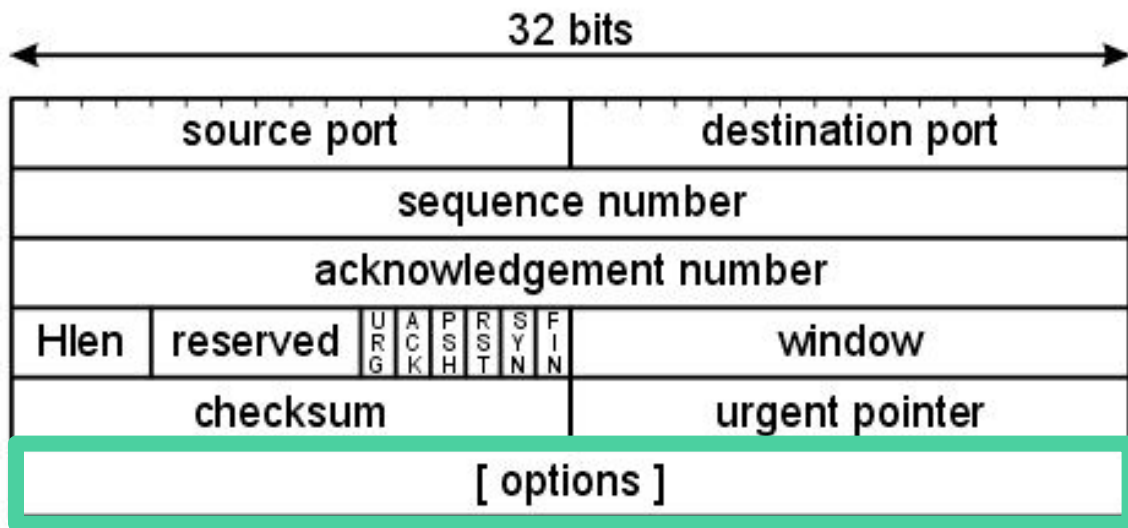 32 bits
source port destination port
sequence number
acknowledgement number
Hlen reserved URG ACK PSH RST SYN FIN window
checksum urgent pointer
[ options ]